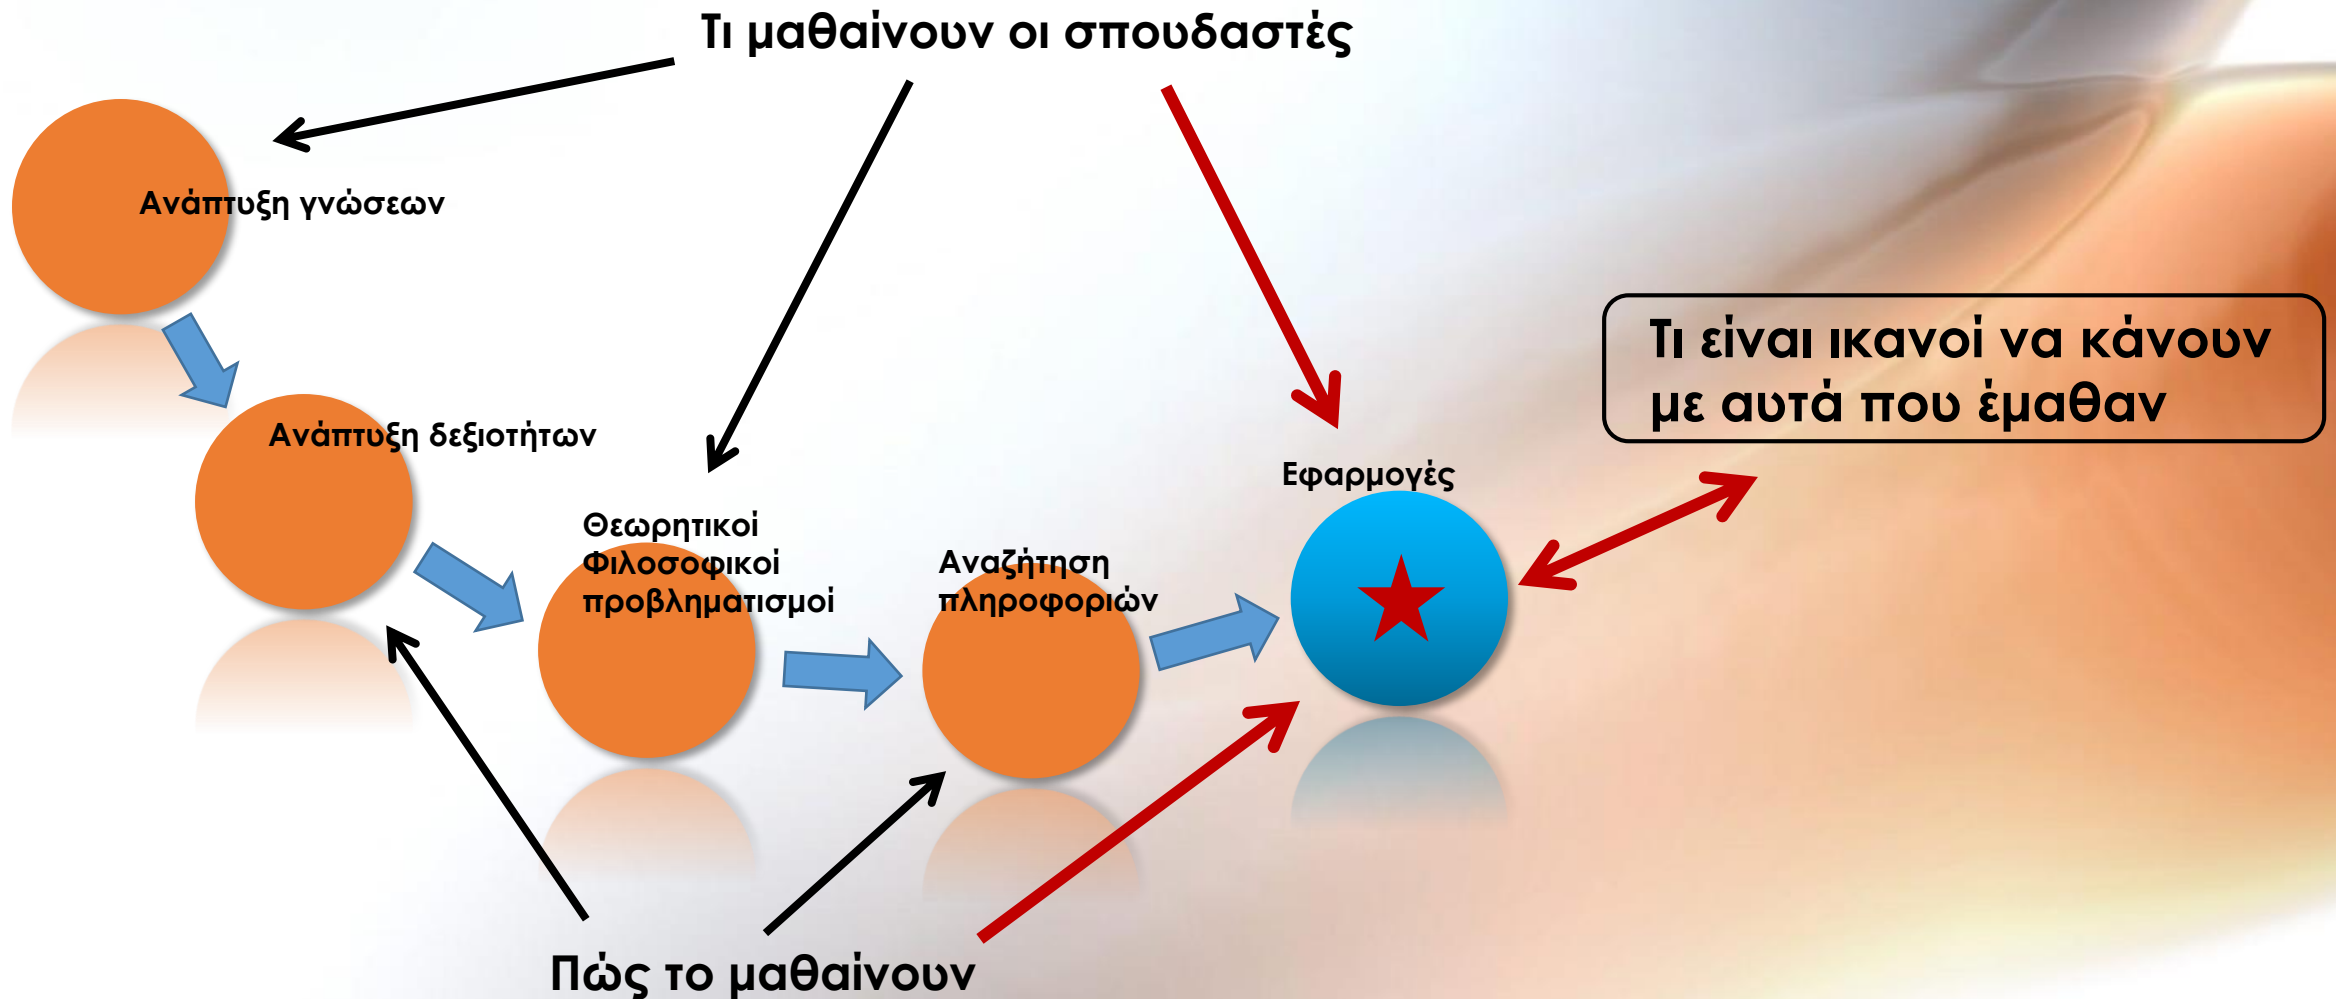 Τι μαθαίνουν οι σπουδαστές
Ανάπτυξη γνώσεων
Τι είναι ικανοί να κάνουν
με αυτά που έμαθαν
Ανάπτυξη δεξιοτήτων
Εφαρμογές
Θεωρητικοί
Φιλοσοφικοί
προβληματισμοί
Αναζήτηση
πληροφοριών
Πώς το μαθαίνουν